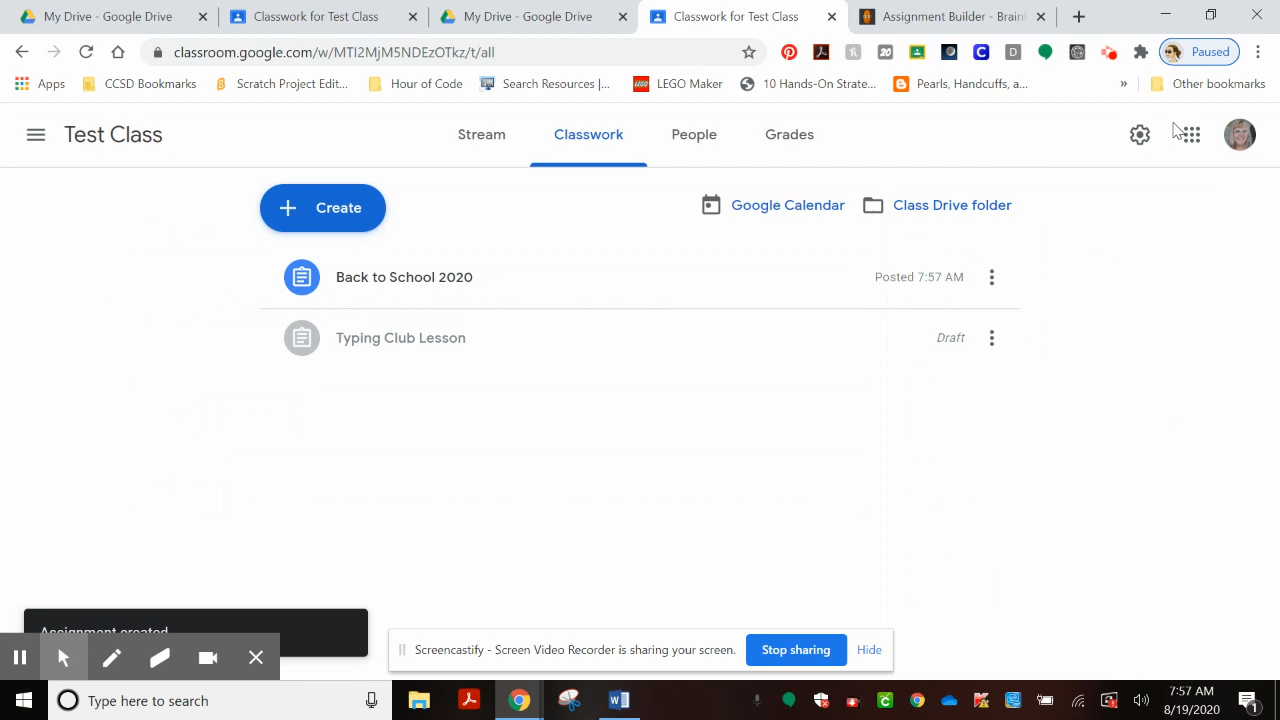 My Drive - Google Drive
Classwork for Test Class
My Drive - Google Drive
Classwork for Test Class
Assignment Builder - Brain
classroom.google.com/w/MTI2MjM5NDEzOTkz/t/all
20
C
D
Paused
Apps
CCSD Bookmarks
Scratch Project Edit...
Hour of Code
Search Resources |...
LEGO Maker
10 Hands-On Strate...
Pearls, Handcuffs, a...
»
Other bookmarks
Test Class
Stream
Classwork
People
Grades
Create
Google Calendar
Class Drive folder
Back to School 2020
Posted 7:57 AM
Typing Club Lesson
Draft
Assignment created
Screencastify - Screen Video Recorder is sharing your screen.
Stop sharing
Hide
Type here to search
7:57 AM
8/19/2020
1